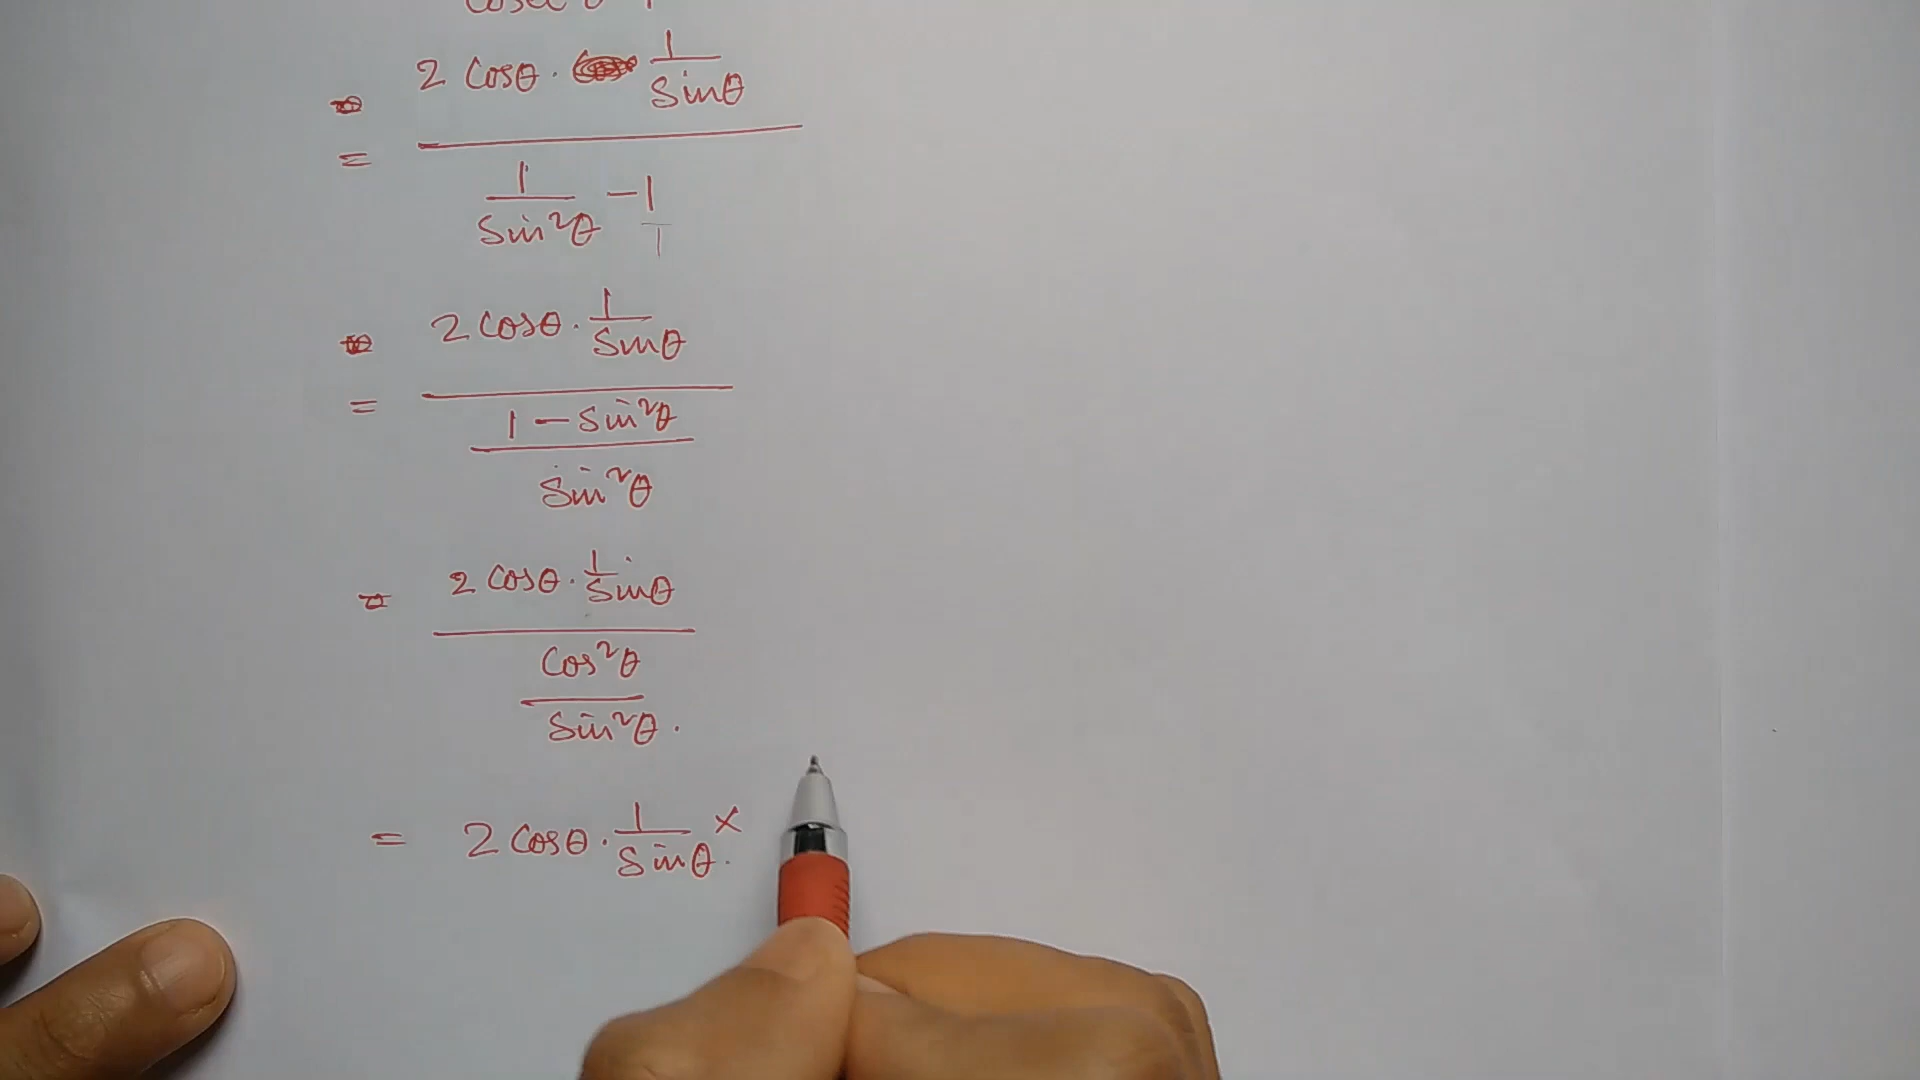 2 Cosθ · 1
Sinθ
=
1 - 1
Sin²θ 1
2 Cosθ · 1
Sinθ
=
1 - Sin²θ
Sin²θ
= 2 Cosθ · 1
Sinθ
Cos²θ
Sin²θ.
= 2 Cosθ · 1 ×
Sinθ.